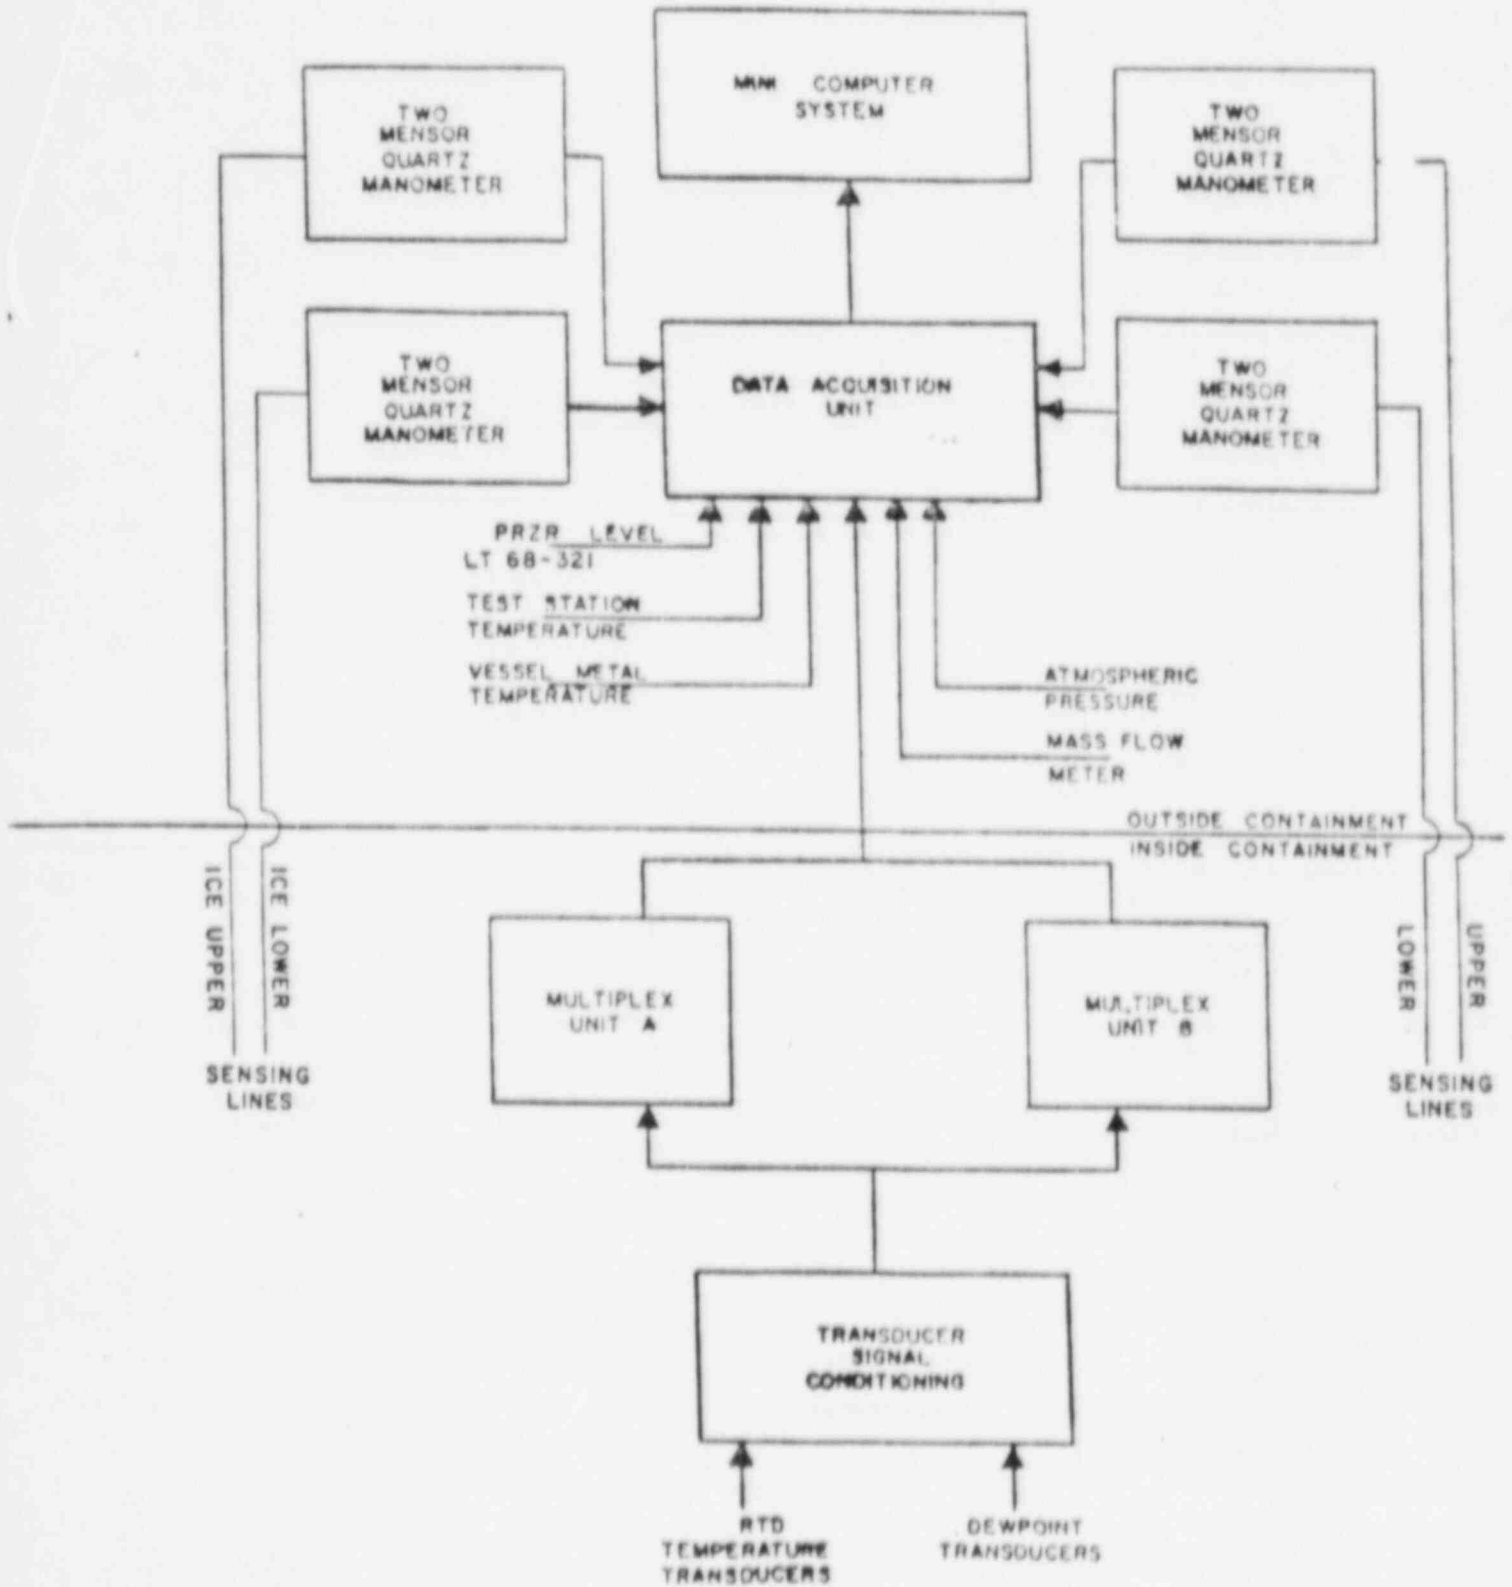 MINI COMPUTER
SYSTEM
TWO
MENSOR
QUARTZ
MANOMETER
TWO
MENSOR
QUARTZ
MANOMETER
TWO
MENSOR
QUARTZ
MANOMETER
DATA ACQUISITION
UNIT
TWO
MENSOR
QUARTZ
MANOMETER
PRZR LEVEL
LT 68-321
TEST STATION
TEMPERATURE
VESSEL METAL
TEMPERATURE
ATMOSPHERIC
PRESSURE
MASS FLOW
METER
OUTSIDE CONTAINMENT
INSIDE CONTAINMENT
ICE UPPER
ICE LOWER
LOWER
UPPER
SENSING
LINES
MULTIPLEX
UNIT A
MULTIPLEX
UNIT B
SENSING
LINES
TRANSDUCER
SIGNAL
CONDITIONING
RTD
TEMPERATURE
TRANSDUCERS
DEWPOINT
TRANSDUCERS